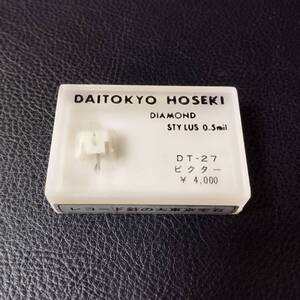 DAITOKYO HOSEKI
DIAMOND
STYLUS 0.5mil
DT-27
ビクター
¥ 4,000